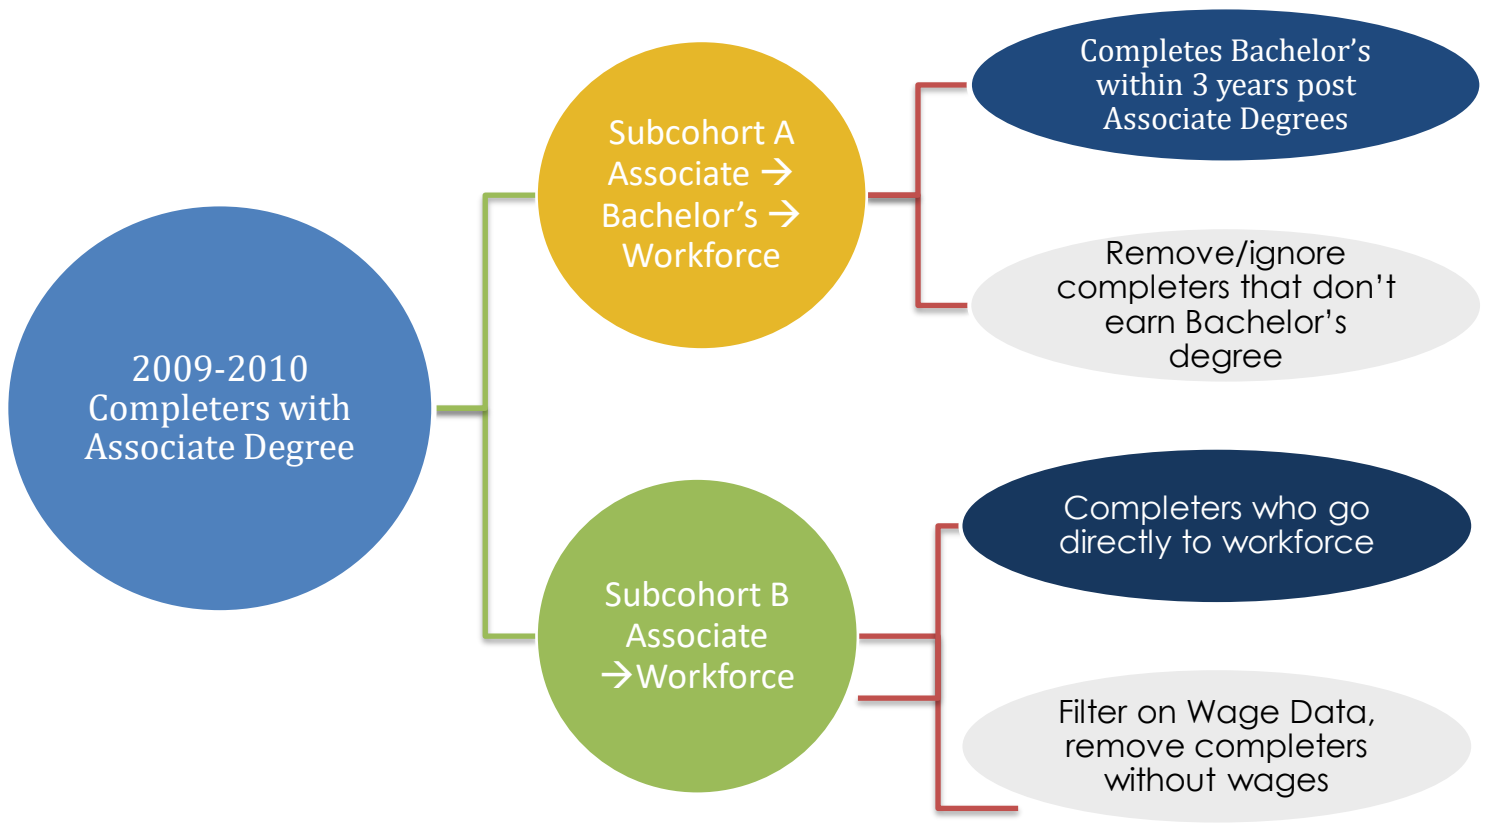 2009-2010
Completers with
Associate Degree
Subcohort A
Associate →
Bachelor’s →
Workforce
Completes Bachelor’s
within 3 years post
Associate Degrees
Remove/ignore
completers that don’t
earn Bachelor’s
degree
Subcohort B
Associate
→Workforce
Completers who go
directly to workforce
Filter on Wage Data,
remove completers
without wages